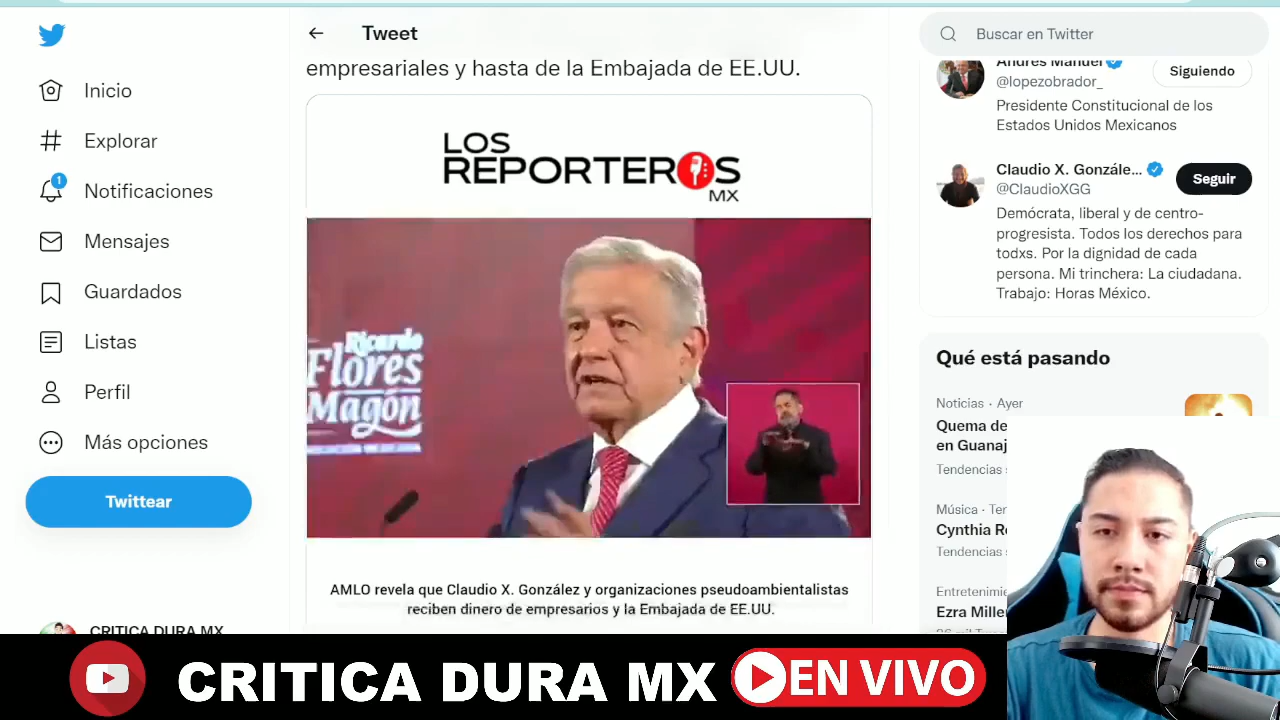 Tweet
empresariales y hasta de la Embajada de EE.UU.
Inicio
Explorar
1
Notificaciones
Mensajes
Guardados
Listas
Perfil
Más opciones
Twittear
CRITICA DURA MX
LOS
REPORTEROS
MX
Ricardo
Flores
Magón
AMLO revela que Claudio X. González y organizaciones pseudoambientalistas
reciben dinero de empresarios y la Embajada de EE.UU.
Buscar en Twitter
Andrés Manuel
@lopezobrador_
Siguiendo
Presidente Constitucional de los
Estados Unidos Mexicanos
Claudio X. Gonzále...
@ClaudioXGG
Seguir
Demócrata, liberal y de centro-
progresista. Todos los derechos para
todxs. Por la dignidad de cada
persona. Mi trinchera: La ciudadana.
Trabajo: Horas México.
Qué está pasando
Noticias · Ayer
Quema de
en Guanaj
Tendencias
Música
Cynthia
Tendencias
Ezra Mille
CRITICA DURA MX
EN VIVO